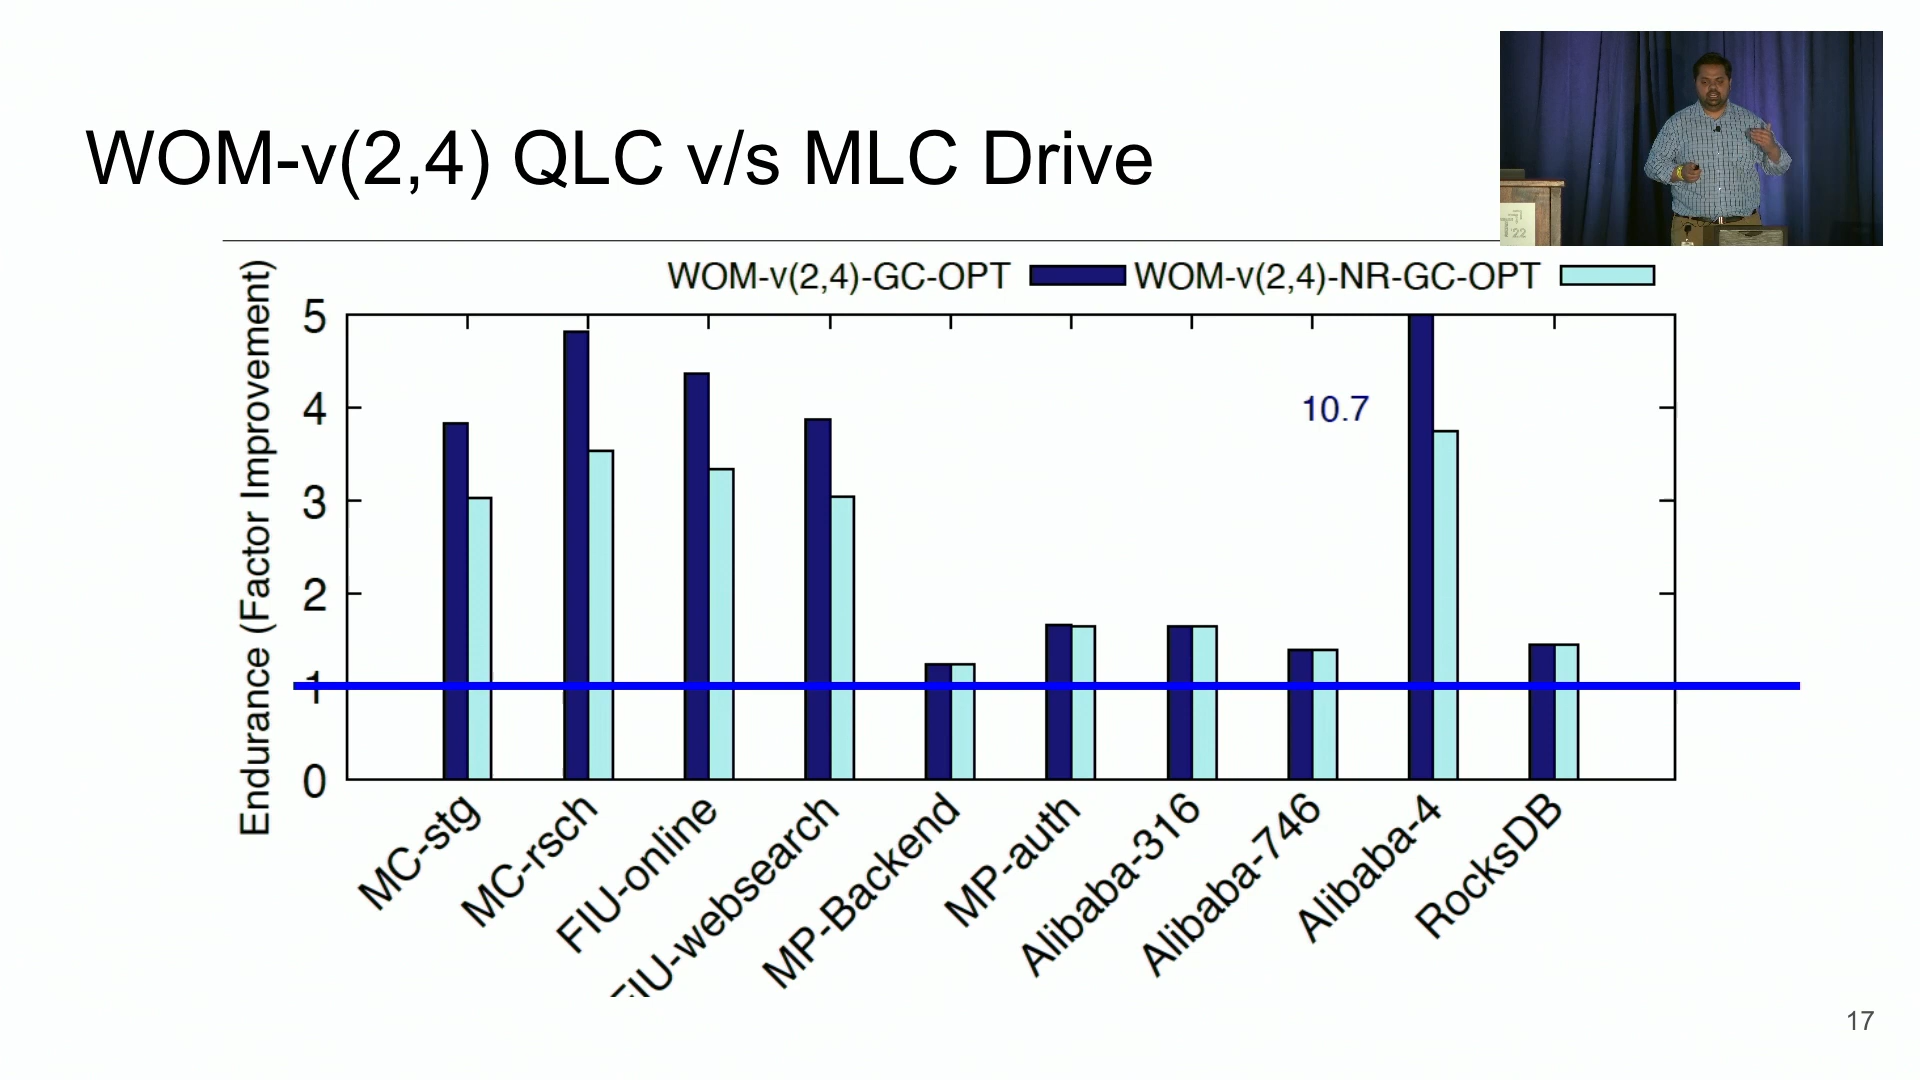 WOM-v(2,4) QLC v/s MLC Drive
'22
WOM-v(2,4)-GC-OPT WOM-v(2,4)-NR-GC-OPT
Endurance (Factor Improvement)
5
4
3
2
1
0
10.7
MC-stg
MC-rsch
FIU-online
FIU-websearch
MP-Backend
MP-auth
Alibaba-316
Alibaba-746
Alibaba-4
RocksDB
17